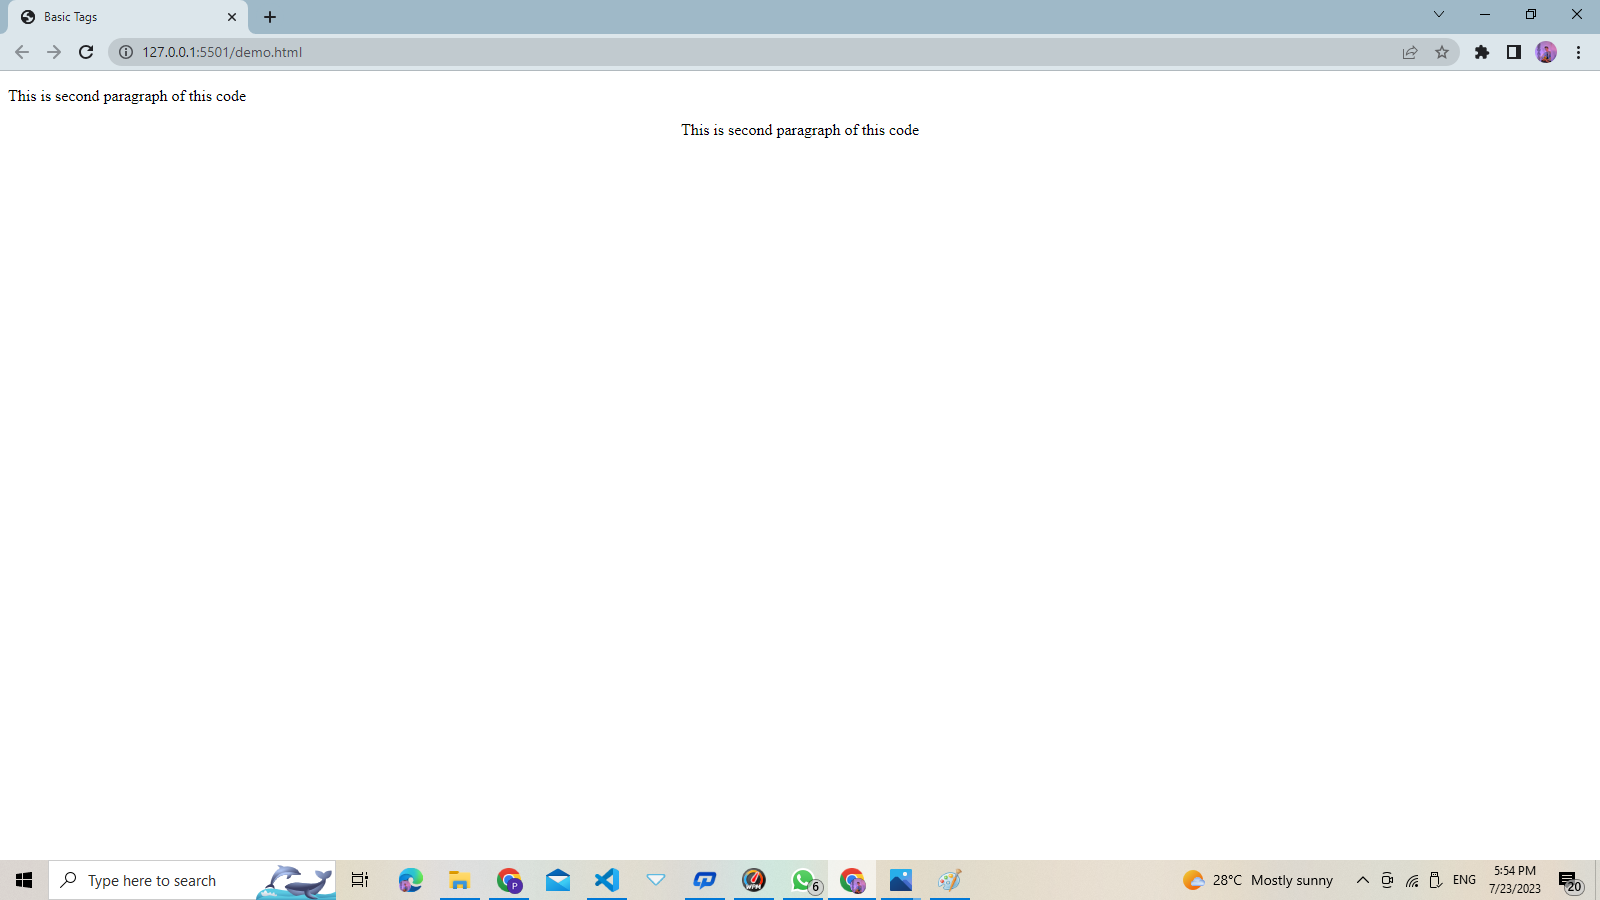 Basic Tags
127.0.0.1:5501/demo.html
This is second paragraph of this code
This is second paragraph of this code
Type here to search
P
WPM
6
28°C Mostly sunny
ENG
5:54 PM
7/23/2023
20